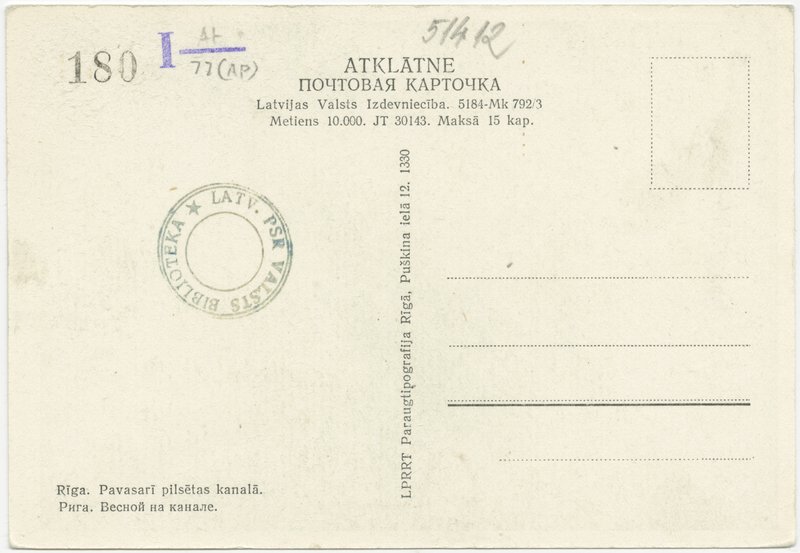 180
I
77 (AP)
51412
ATKLĀTNE
ПОЧТОВАЯ КАРТОЧКА
Latvijas Valsts Izdevniecība. 5184-Mk 792/3
Metiens 10.000. JT 30143. Maksā 15 kap.
★ LATV. PSR VALSTS BIBLIOTEKA
LPRRT Paraugtipografija Rīgā, Puškina ielā 12. 1330
Rīga. Pavasarī pilsētas kanalā.
Рига. Весной на канале.